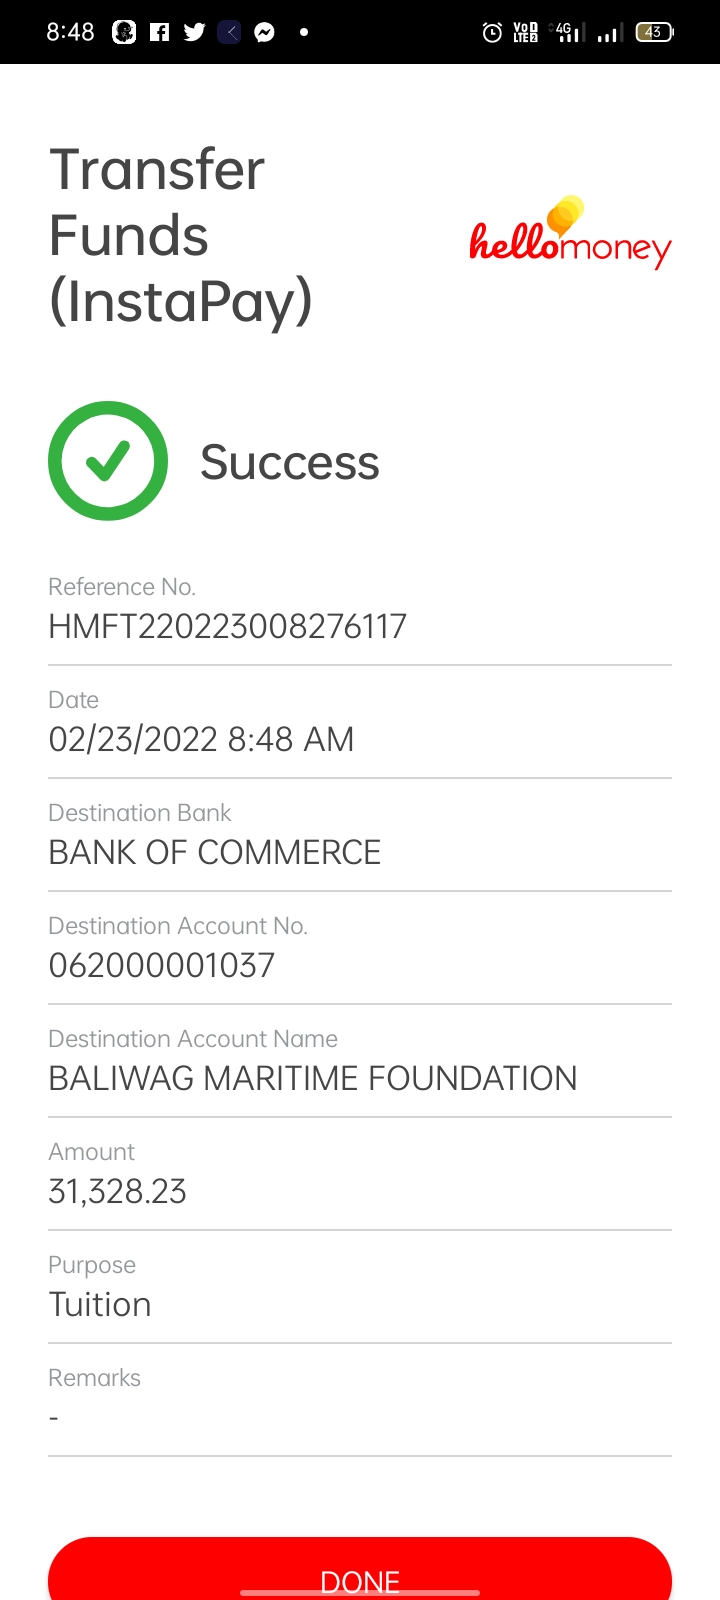 8:48 VoD LTE2 4G 43
Transfer
Funds
(InstaPay)
hellomoney
Success
Reference No.
HMFT220223008276117
Date
02/23/2022 8:48 AM
Destination Bank
BANK OF COMMERCE
Destination Account No.
062000001037
Destination Account Name
BALIWAG MARITIME FOUNDATION
Amount
31,328.23
Purpose
Tuition
Remarks
-
DONE